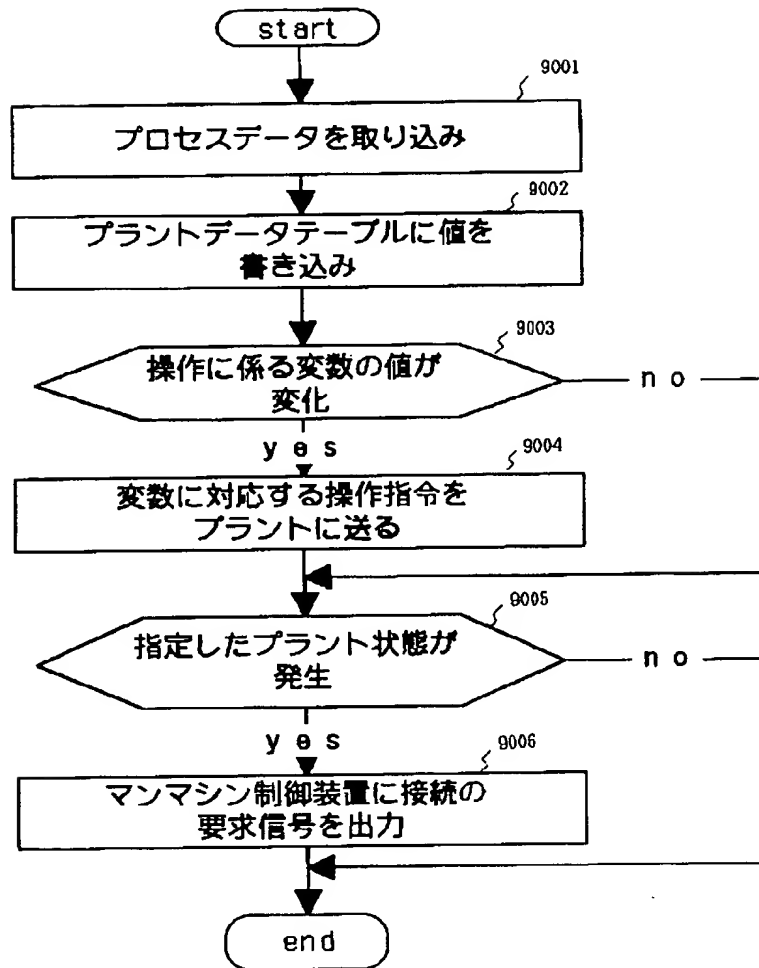 start
9001
プロセスデータを取り込み
9002
プラントデータテーブルに値を
書き込み
9003
操作に係る変数の値が
変化
no
yes
9004
変数に対応する操作指令を
プラントに送る
9005
指定したプラント状態が
発生
no
yes
9006
マンマシン制御装置に接続の
要求信号を出力
end